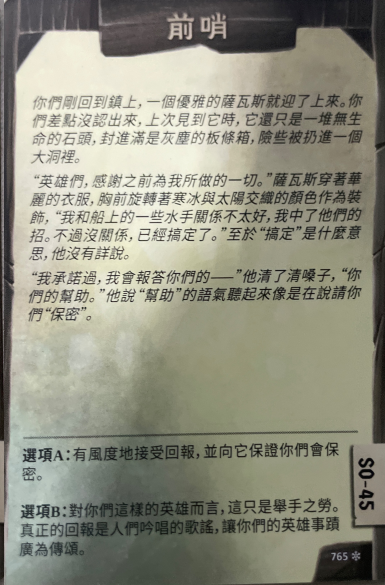 前哨
你們剛回到鎮上，一個優雅的薩瓦斯就迎了上來。你
們差點沒認出來，上次見到它時，它還只是一堆無生
命的石頭，封進滿是灰塵的板條箱，險些被扔進一個
大洞裡。
“英雄們，感謝之前為我所做的一切。”薩瓦斯穿著華
麗的衣服，胸前旋轉著寒冰與太陽交織的顏色作為裝
飾，“我和船上的一些水手關係不太好，我中了他們的
招。不過沒關係，已經搞定了。”至於“搞定”是什麼意
思，他沒有詳說。
“我承諾過，我會報答你們的——”他清了清嗓子，“你
們的幫助。”他說“幫助”的語氣聽起來像是在說請你
們“保密”。
選項A：有風度地接受回報，並向它保證你們會保
密。
選項B：對你們這樣的英雄而言，這只是舉手之勞。
真正的回報是人們吟唱的歌謠，讓你們的英雄事蹟
廣為傳頌。
SO-45
765